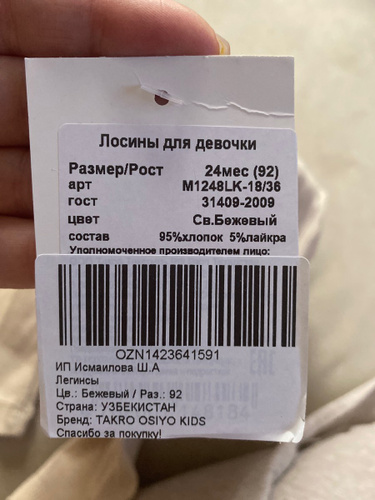 Лосины для девочки
Размер/Рост 24мес (92)
арт M1248LK-18/36
гост 31409-2009
цвет Св.Бежевый
состав 95%хлопок 5%лайкра
Уполномоченное производителем лицо:
OZN1423641591
ИП Исмаилова Ш.А
Легинсы
Цв.: Бежевый / Раз.: 92
Страна: УЗБЕКИСТАН
Бренд: TAKRO OSIYO KIDS
Спасибо за покупку!